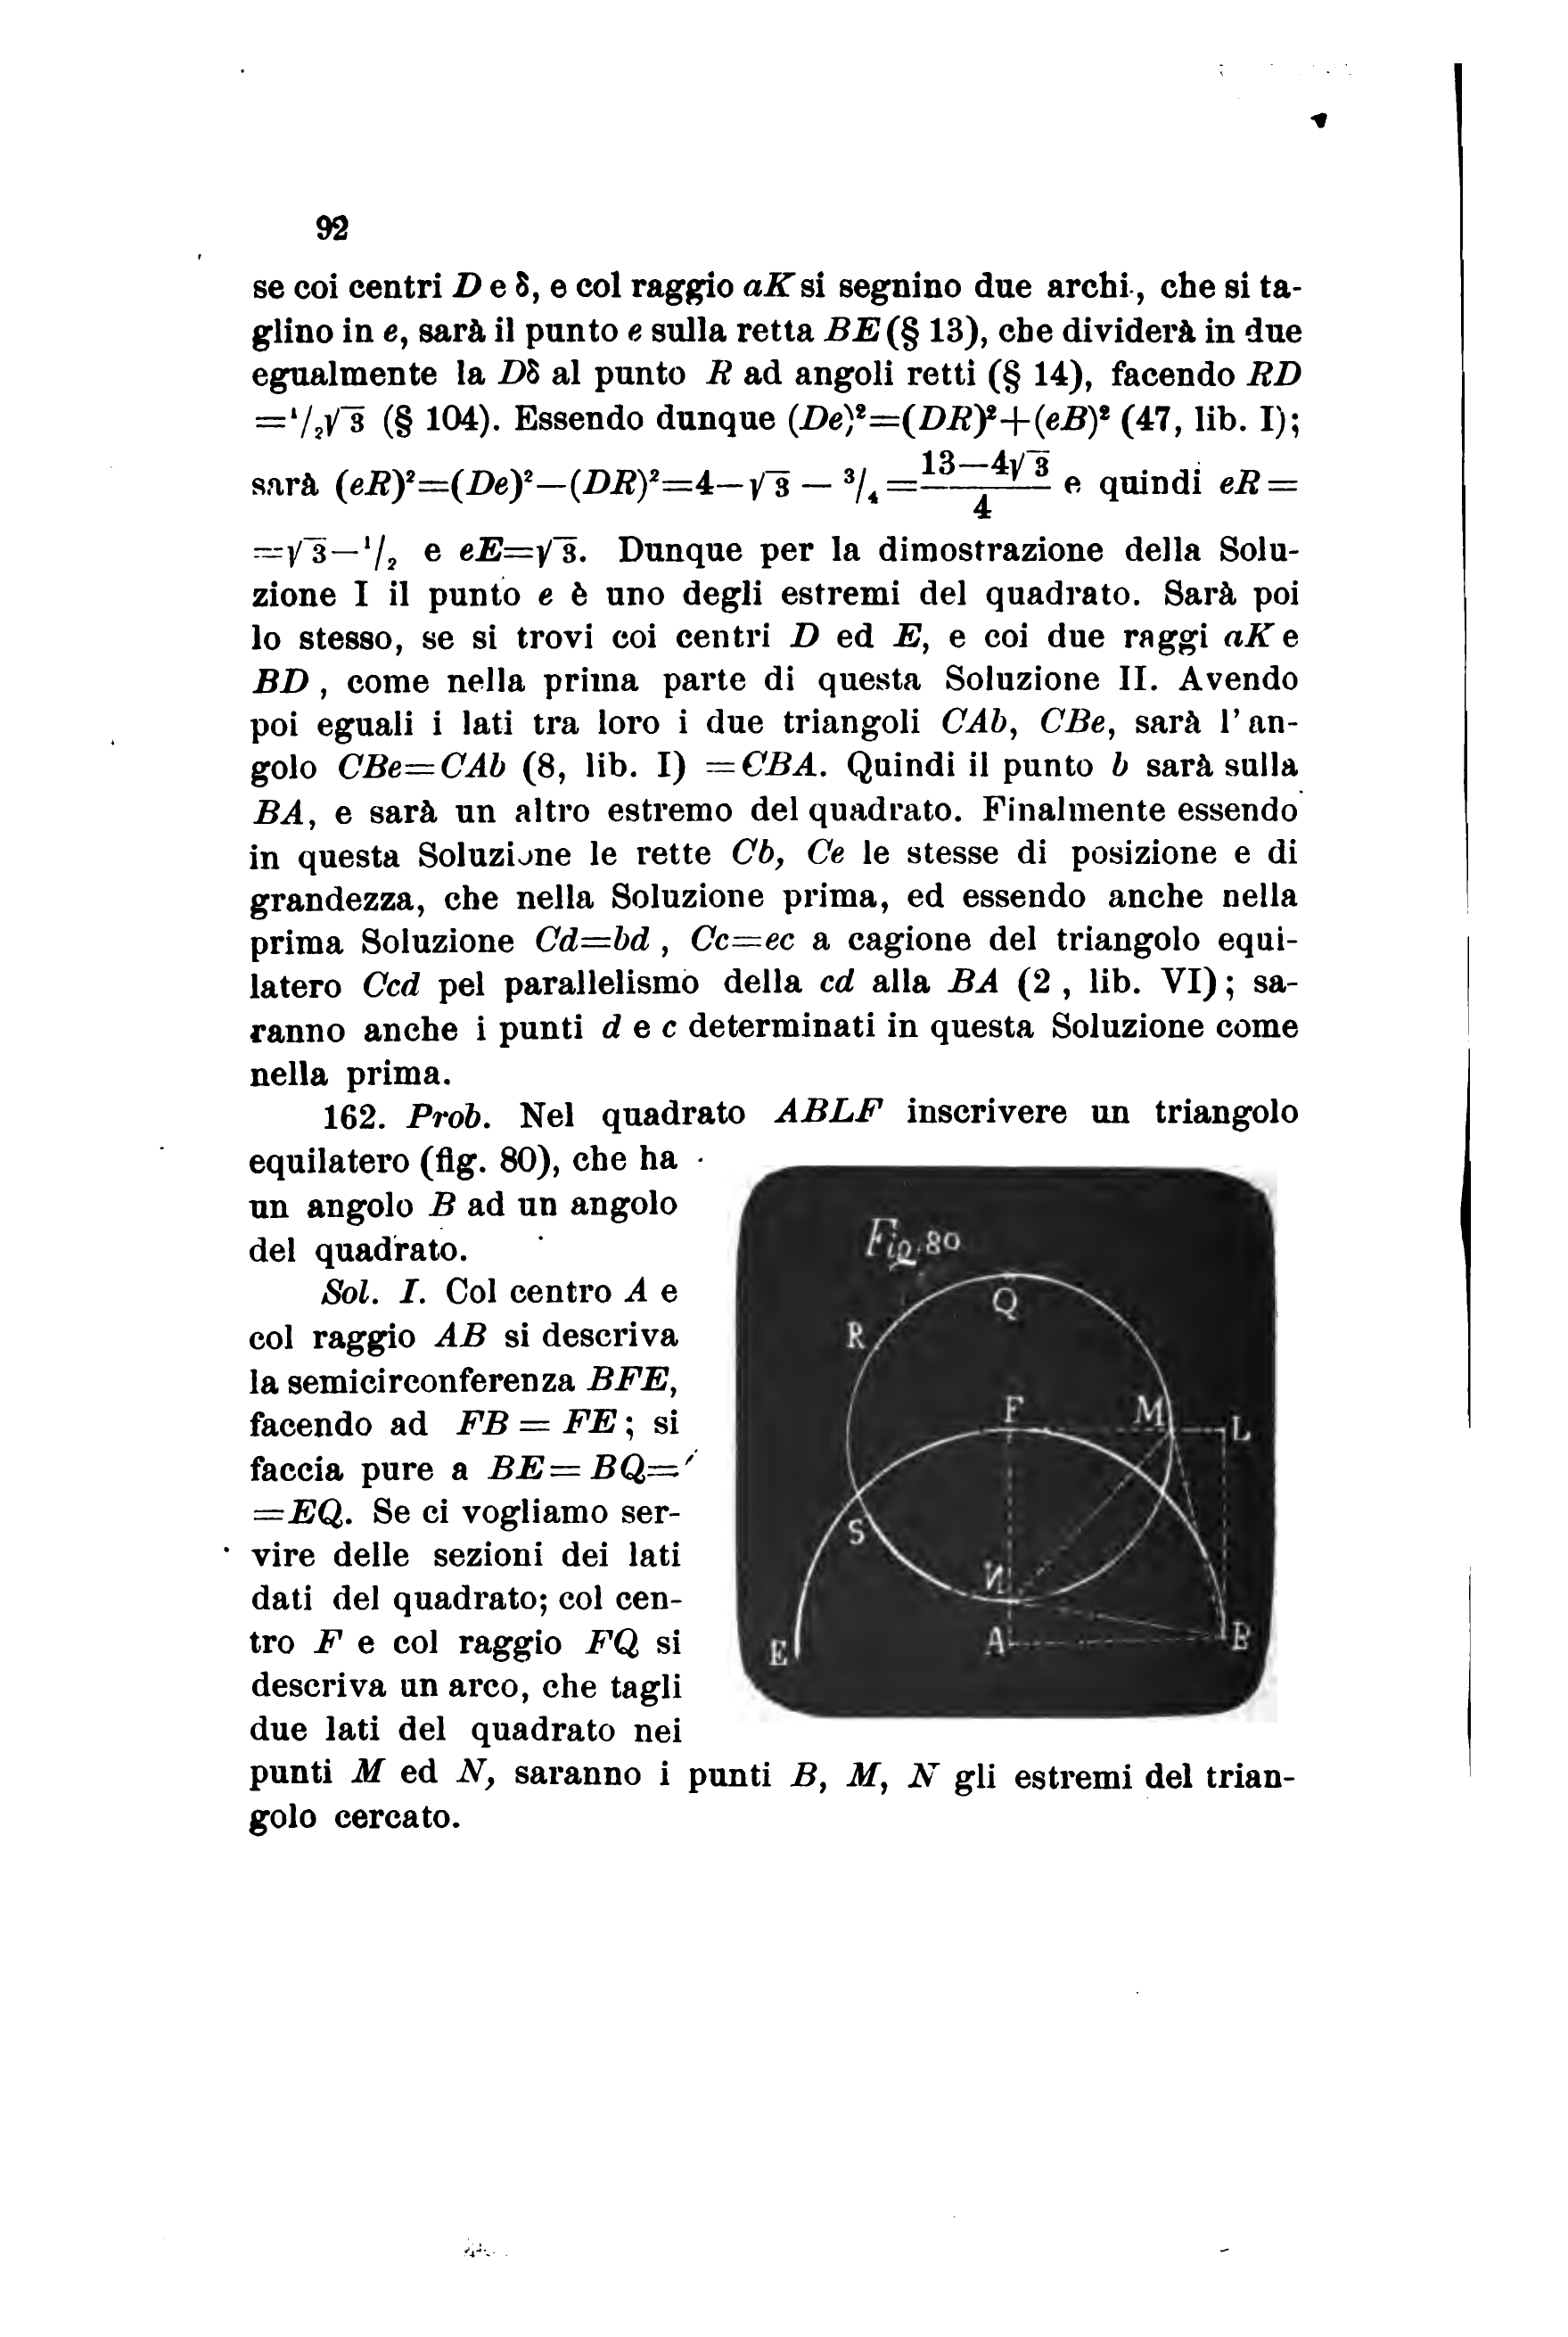 92
se coi centri D e δ, e col raggio aK si segnino due archi, che si ta-
glino in e, sarà il punto e sulla retta BE (§ 13), che dividerà in due
egualmente la Dδ al punto R ad angoli retti (§ 14), facendo RD
=¹/₂√3 (§ 104). Essendo dunque (De)²=(DR)²+(eB)² (47, lib. I);
sarà (eR)²=(De)²—(DR)²=4—√3 — ³/₄=(13—4√3)/4 e quindi eR=
=√3—¹/₂ e eE=√3. Dunque per la dimostrazione della Solu-
zione I il punto e è uno degli estremi del quadrato. Sarà poi
lo stesso, se si trovi coi centri D ed E, e coi due raggi aK e
BD, come nella prima parte di questa Soluzione II. Avendo
poi eguali i lati tra loro i due triangoli CAb, CBe, sarà l'an-
golo CBe=CAb (8, lib. I) =CBA. Quindi il punto b sarà sulla
BA, e sarà un altro estremo del quadrato. Finalmente essendo
in questa Soluzione le rette Cb, Ce le stesse di posizione e di
grandezza, che nella Soluzione prima, ed essendo anche nella
prima Soluzione Cd=bd, Cc=ec a cagione del triangolo equi-
latero Ccd pel parallelismo della cd alla BA (2, lib. VI); sa-
ranno anche i punti d e c determinati in questa Soluzione come
nella prima.
162. Prob. Nel quadrato ABLF inscrivere un triangolo
equilatero (fig. 80), che ha
un angolo B ad un angolo
del quadrato.
Sol. I. Col centro A e
col raggio AB si descriva
la semicirconferenza BFE,
facendo ad FB = FE; si
faccia pure a BE= BQ=
=EQ. Se ci vogliamo ser-
vire delle sezioni dei lati
dati del quadrato; col cen-
tro F e col raggio FQ si
descriva un arco, che tagli
due lati del quadrato nei
punti M ed N, saranno i punti B, M, N gli estremi del trian-
golo cercato.
Fig. 80
Q
R
F
M
L
S
N
E
A
B